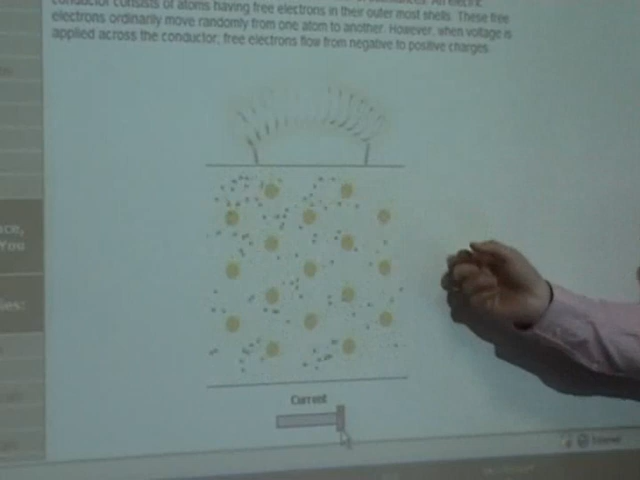 conductor consists of atoms having free electrons in their outer most shells. These free
electrons ordinarily move randomly from one atom to another. However, when voltage is
applied across the conductor, free electrons flow from negative to positive charges.
You
Current
Internet